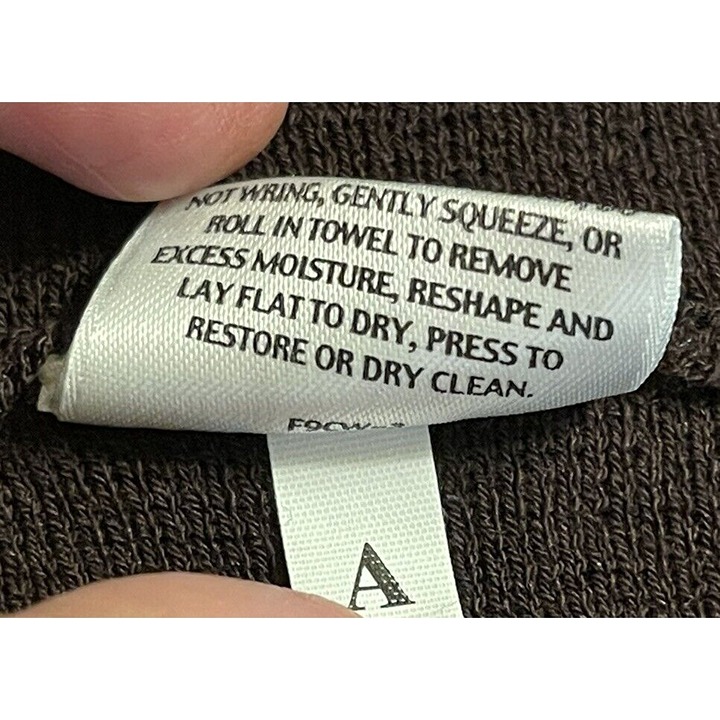 NOT WRING, GENTLY SQUEEZE, OR
ROLL IN TOWEL TO REMOVE
EXCESS MOISTURE, RESHAPE AND
LAY FLAT TO DRY, PRESS TO
RESTORE OR DRY CLEAN.
A